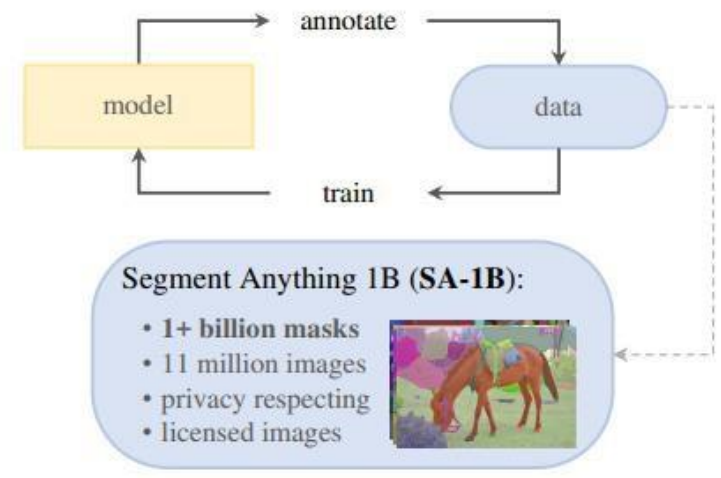 annotate
model
data
train
Segment Anything 1B (SA-1B):
• 1+ billion masks
• 11 million images
• privacy respecting
• licensed images